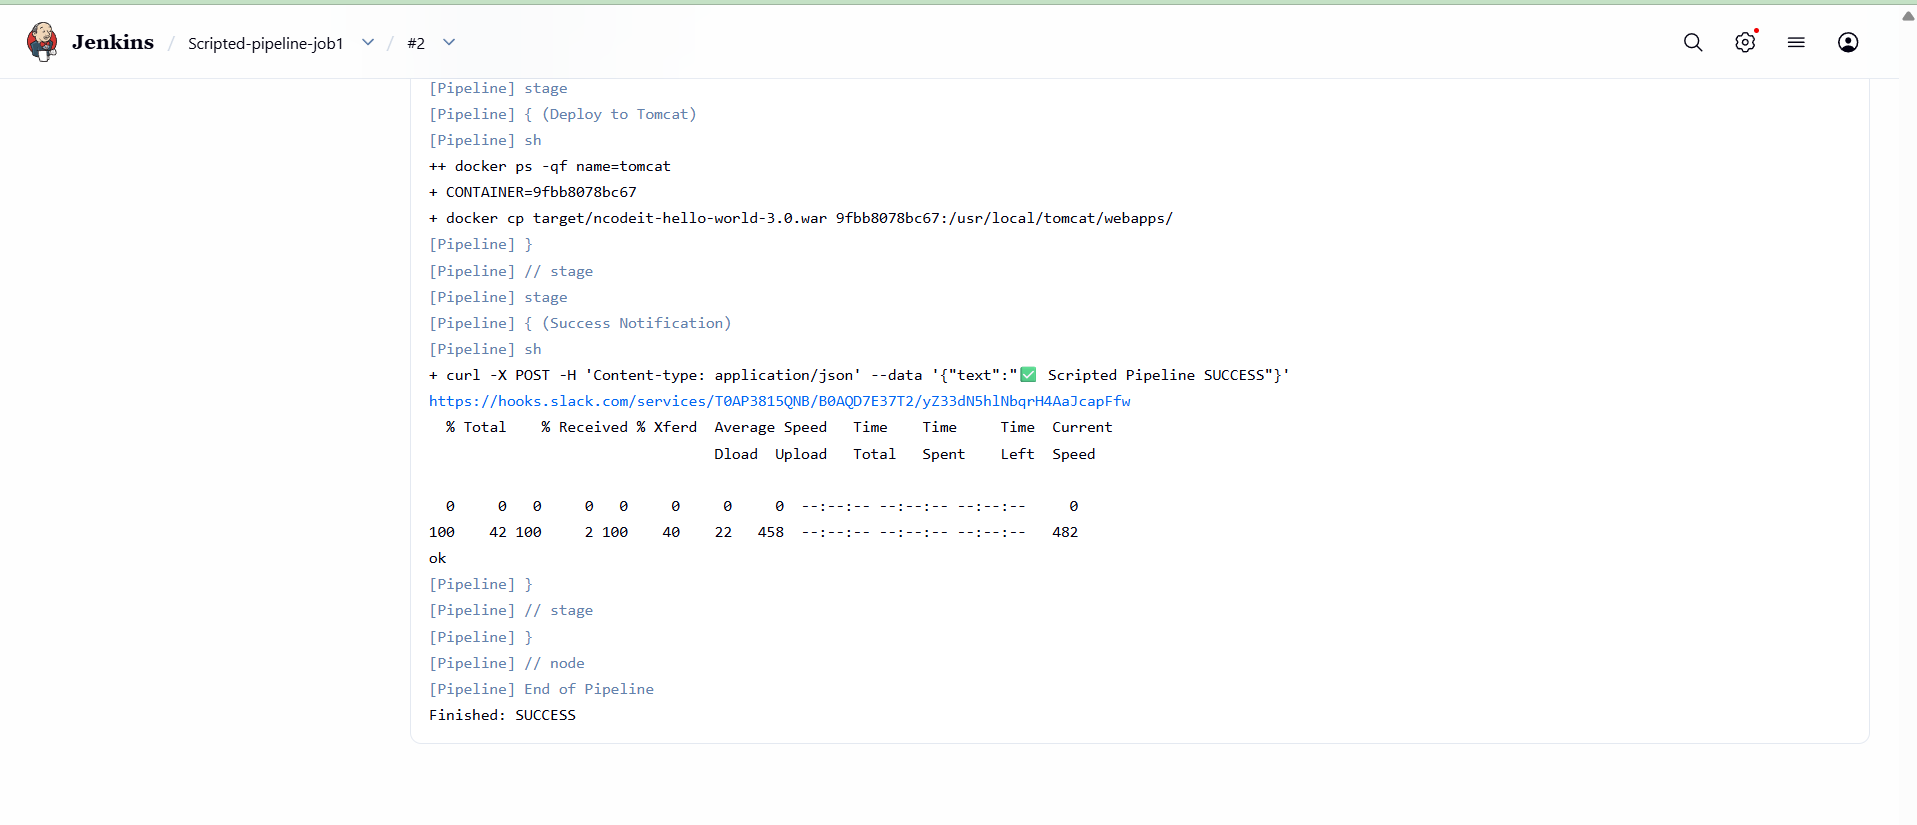 Jenkins / Scripted-pipeline-job1 / #2
[Pipeline] stage
[Pipeline] { (Deploy to Tomcat)
[Pipeline] sh
++ docker ps -qf name=tomcat
+ CONTAINER=9fbb8078bc67
+ docker cp target/ncodeit-hello-world-3.0.war 9fbb8078bc67:/usr/local/tomcat/webapps/
[Pipeline] }
[Pipeline] // stage
[Pipeline] stage
[Pipeline] { (Success Notification)
[Pipeline] sh
+ curl -X POST -H 'Content-type: application/json' --data '{"text":"✅ Scripted Pipeline SUCCESS"}'
https://hooks.slack.com/services/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
% Total % Received % Xferd Average Speed Time Time Time Current
Dload Upload Total Spent Left Speed
0 0 0 0 0 0 0 0 --:--:-- --:--:-- --:--:-- 0
100 42 100 2 100 40 22 458 --:--:-- --:--:-- --:--:-- 482
ok
[Pipeline] }
[Pipeline] // stage
[Pipeline] }
[Pipeline] // node
[Pipeline] End of Pipeline
Finished: SUCCESS